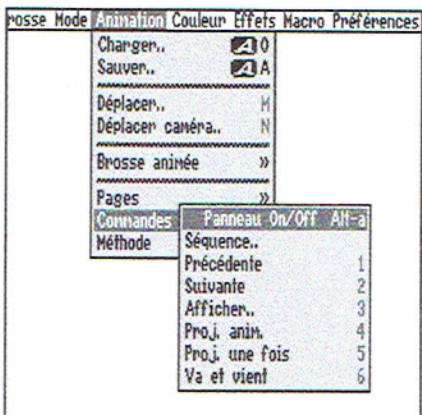 rosse Mode Animation Couleur Effets Macro Préférences
Charger.. A O
Sauver.. A A
Déplacer.. M
Déplacer caméra.. N
Brosse animée »
Pages »
Commandes
Méthode
Panneau On/Off Alt-a
Séquence..
Précédente 1
Suivante 2
Afficher.. 3
Proj. anim. 4
Proj. une fois 5
Va et vient 6